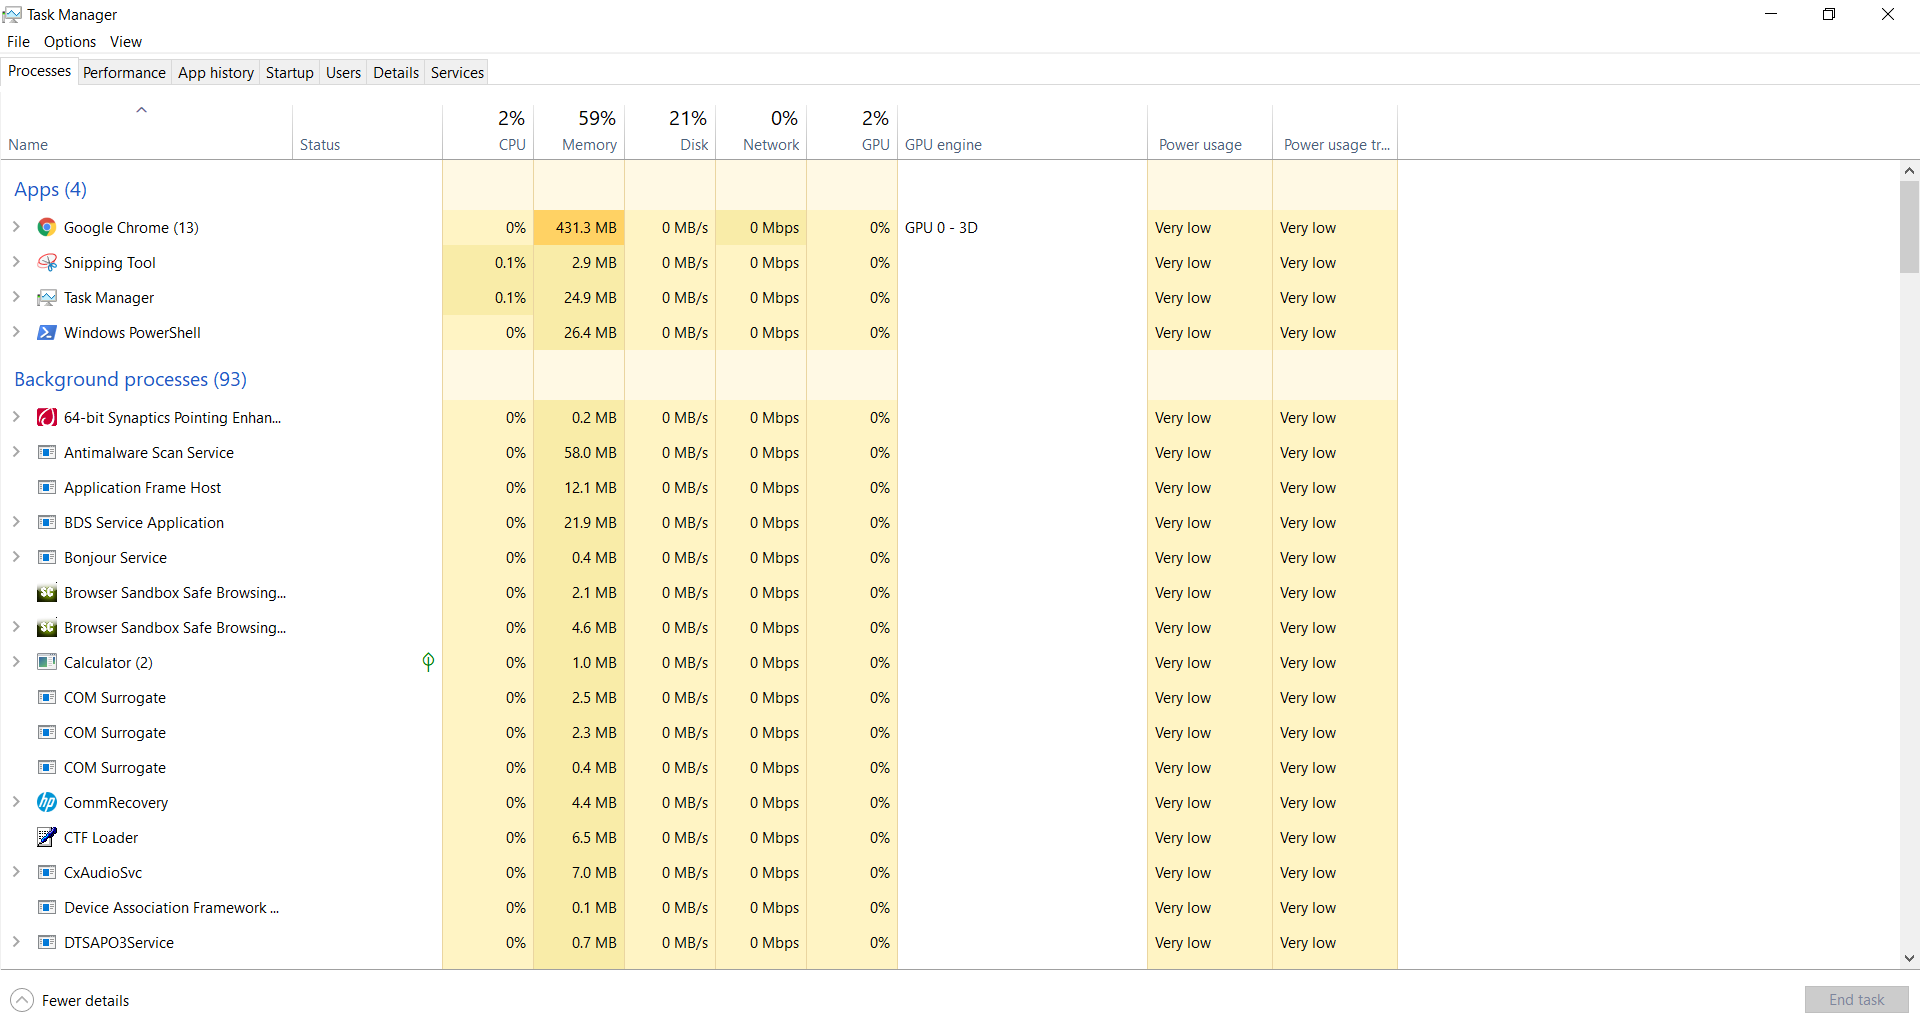 Task Manager
File Options View
Processes Performance App history Startup Users Details Services
2% 59% 21% 0% 2%
Name Status CPU Memory Disk Network GPU GPU engine Power usage Power usage tr...
Apps (4)
Google Chrome (13) 0% 431.3 MB 0 MB/s 0 Mbps 0% GPU 0 - 3D Very low Very low
Snipping Tool 0.1% 2.9 MB 0 MB/s 0 Mbps 0% Very low Very low
Task Manager 0.1% 24.9 MB 0 MB/s 0 Mbps 0% Very low Very low
Windows PowerShell 0% 26.4 MB 0 MB/s 0 Mbps 0% Very low Very low
Background processes (93)
64-bit Synaptics Pointing Enhan... 0% 0.2 MB 0 MB/s 0 Mbps 0% Very low Very low
Antimalware Scan Service 0% 58.0 MB 0 MB/s 0 Mbps 0% Very low Very low
Application Frame Host 0% 12.1 MB 0 MB/s 0 Mbps 0% Very low Very low
BDS Service Application 0% 21.9 MB 0 MB/s 0 Mbps 0% Very low Very low
Bonjour Service 0% 0.4 MB 0 MB/s 0 Mbps 0% Very low Very low
SC Browser Sandbox Safe Browsing... 0% 2.1 MB 0 MB/s 0 Mbps 0% Very low Very low
SC Browser Sandbox Safe Browsing... 0% 4.6 MB 0 MB/s 0 Mbps 0% Very low Very low
Calculator (2) 0% 1.0 MB 0 MB/s 0 Mbps 0% Very low Very low
COM Surrogate 0% 2.5 MB 0 MB/s 0 Mbps 0% Very low Very low
COM Surrogate 0% 2.3 MB 0 MB/s 0 Mbps 0% Very low Very low
COM Surrogate 0% 0.4 MB 0 MB/s 0 Mbps 0% Very low Very low
hp CommRecovery 0% 4.4 MB 0 MB/s 0 Mbps 0% Very low Very low
CTF Loader 0% 6.5 MB 0 MB/s 0 Mbps 0% Very low Very low
CxAudioSvc 0% 7.0 MB 0 MB/s 0 Mbps 0% Very low Very low
Device Association Framework ... 0% 0.1 MB 0 MB/s 0 Mbps 0% Very low Very low
DTSAPO3Service 0% 0.7 MB 0 MB/s 0 Mbps 0% Very low Very low
Fewer details End task